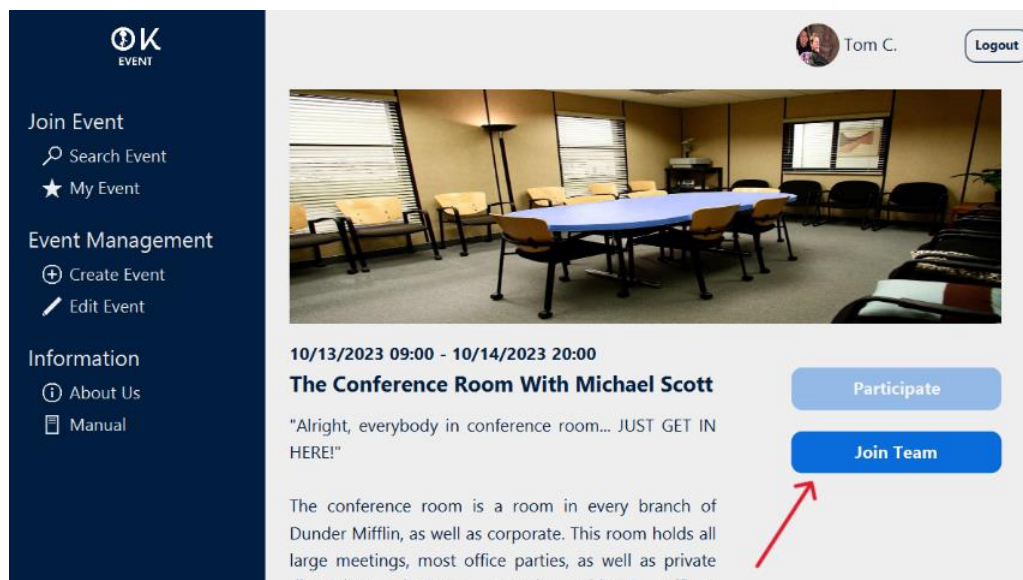 OK
EVENT
Join Event
Search Event
My Event
Event Management
Create Event
Edit Event
Information
About Us
Manual
Tom C.
Logout
10/13/2023 09:00 - 10/14/2023 20:00
The Conference Room With Michael Scott
"Alright, everybody in conference room... JUST GET IN
HERE!"
The conference room is a room in every branch of
Dunder Mifflin, as well as corporate. This room holds all
large meetings, most office parties, as well as private
Participate
Join Team